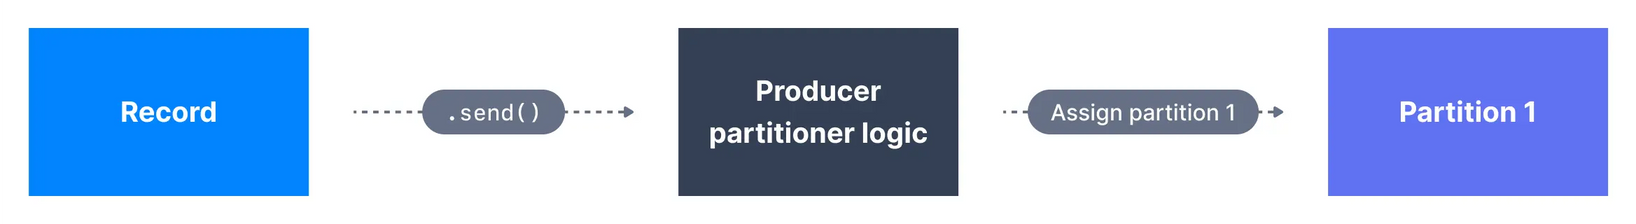 Record
.send()
Producer
partitioner logic
Assign partition 1
Partition 1